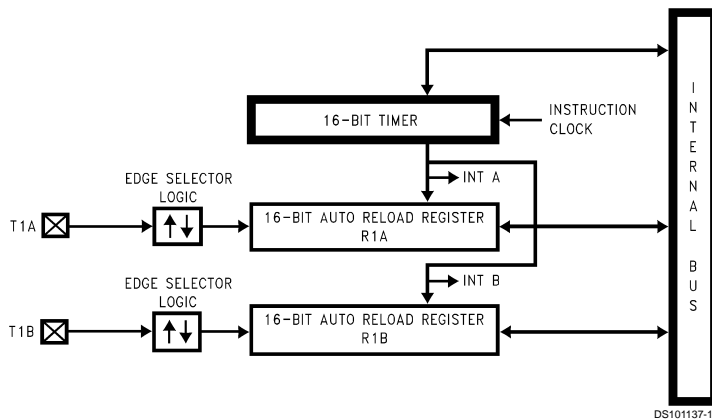 16-BIT TIMER
INSTRUCTION
CLOCK
INT A
EDGE SELECTOR
LOGIC
T1A
16-BIT AUTO RELOAD REGISTER
R1A
INT B
EDGE SELECTOR
LOGIC
T1B
16-BIT AUTO RELOAD REGISTER
R1B
INTERNAL BUS
DS101137-1